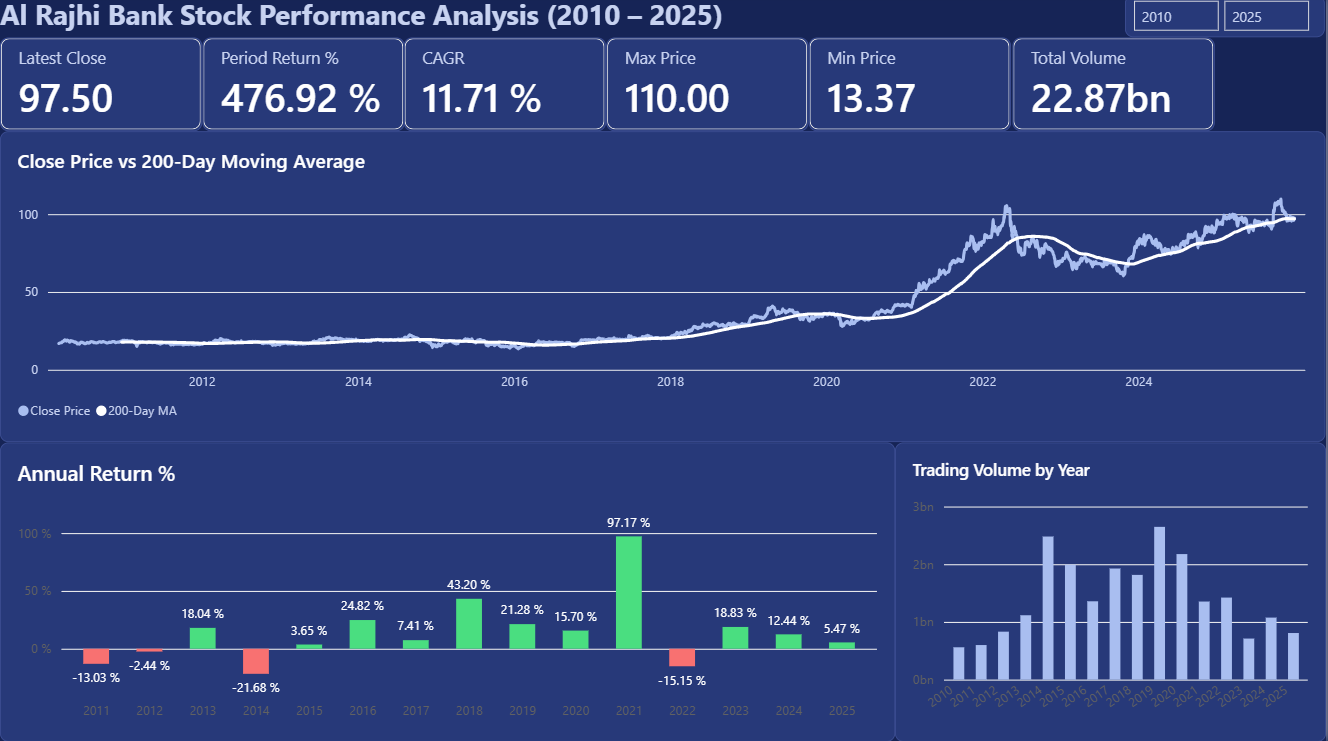 Al Rajhi Bank Stock Performance Analysis (2010 – 2025)
2010 2025
Latest Close
97.50
Period Return %
476.92 %
CAGR
11.71 %
Max Price
110.00
Min Price
13.37
Total Volume
22.87bn
Close Price vs 200-Day Moving Average
100
50
0
2012 2014 2016 2018 2020 2022 2024
Close Price 200-Day MA
Annual Return %
100 %
50 %
0 %
-13.03 %
-2.44 %
18.04 %
-21.68 %
3.65 %
24.82 %
7.41 %
43.20 %
21.28 %
15.70 %
97.17 %
-15.15 %
18.83 %
12.44 %
5.47 %
2011 2012 2013 2014 2015 2016 2017 2018 2019 2020 2021 2022 2023 2024 2025
Trading Volume by Year
3bn
2bn
1bn
0bn
2010 2011 2012 2013 2014 2015 2016 2017 2018 2019 2020 2021 2022 2023 2024 2025